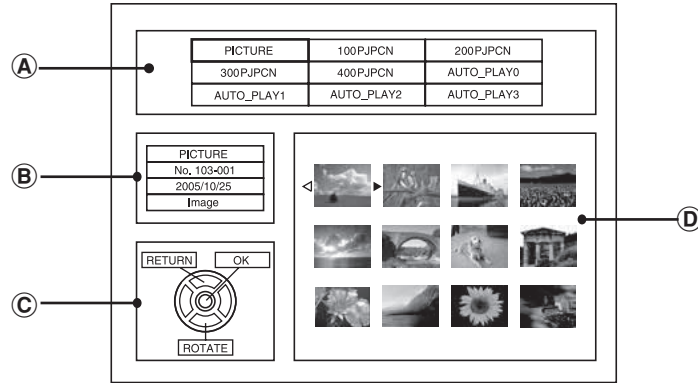 A
PICTURE 100PJPCN 200PJPCN
300PJPCN 400PJPCN AUTO_PLAY0
AUTO_PLAY1 AUTO_PLAY2 AUTO_PLAY3
B
PICTURE
No. 103-001
2005/10/25
Image
C
RETURN OK
ROTATE
D